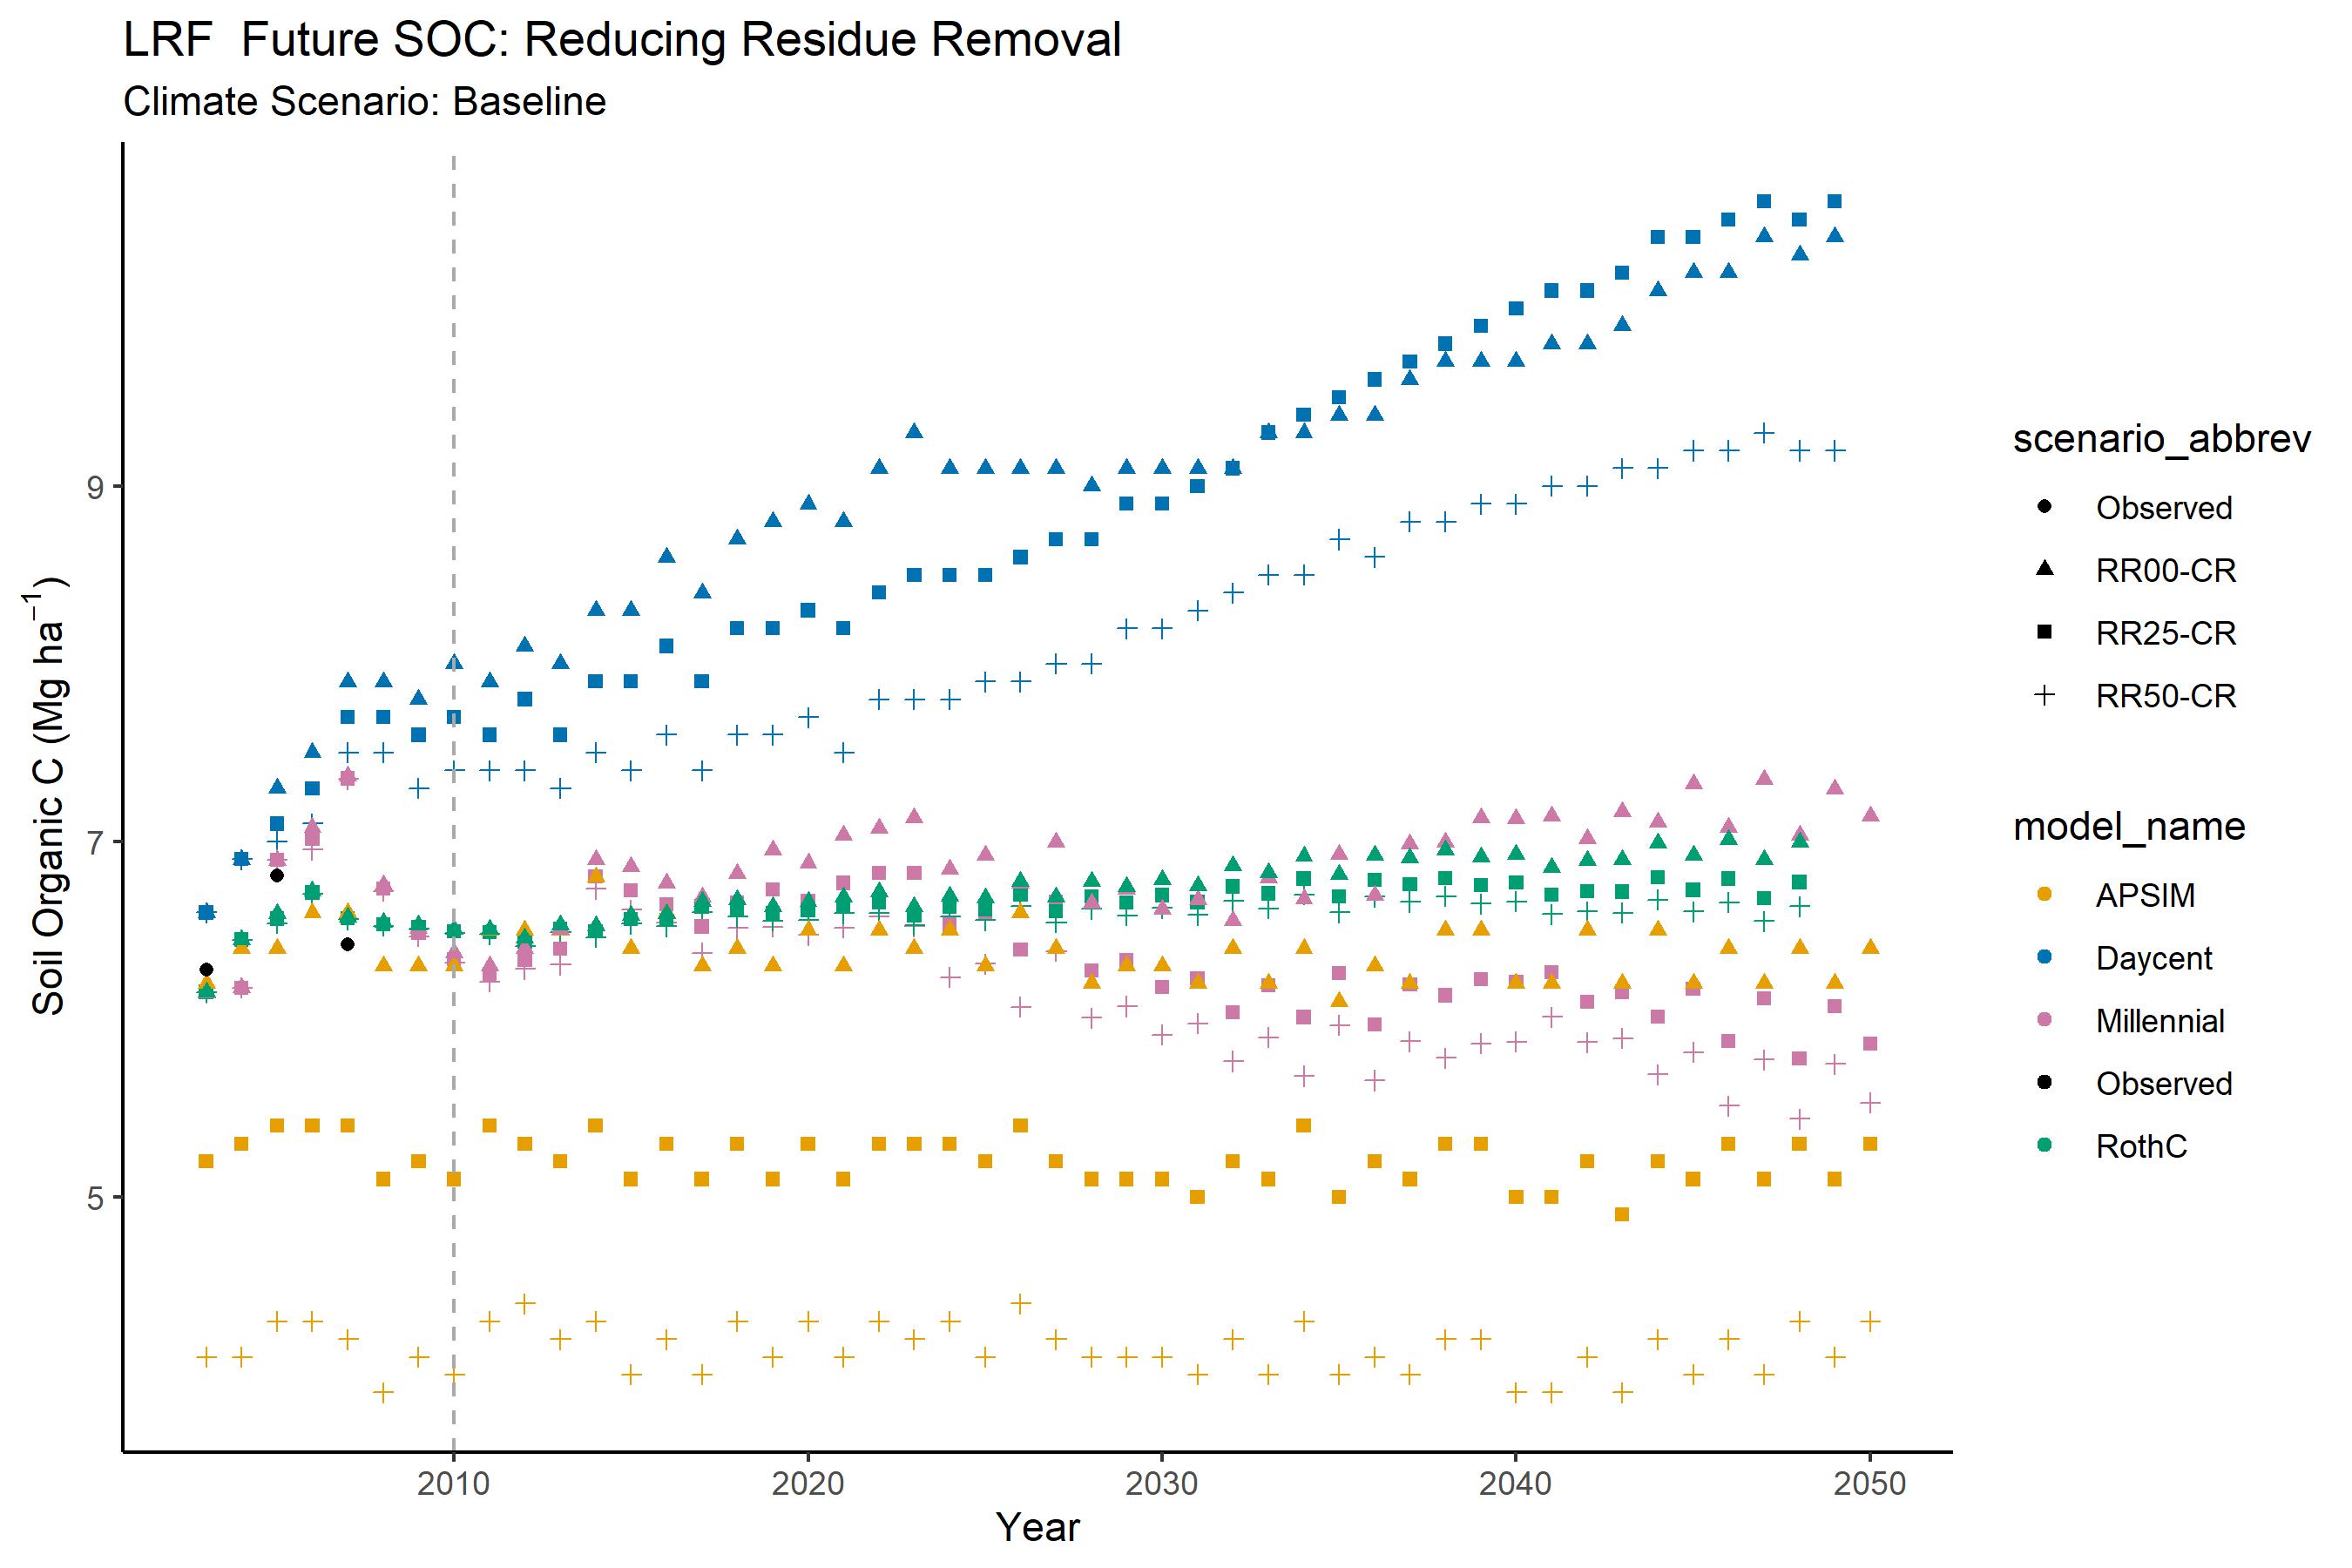 LRF  Future SOC: Reducing Residue Removal
Climate Scenario: Baseline
Soil Organic C (Mg ha⁻¹)
9
7
5
2010
2020
2030
2040
2050
Year
scenario_abbrev
Observed
RR00-CR
RR25-CR
RR50-CR
model_name
APSIM
Daycent
Millennial
Observed
RothC